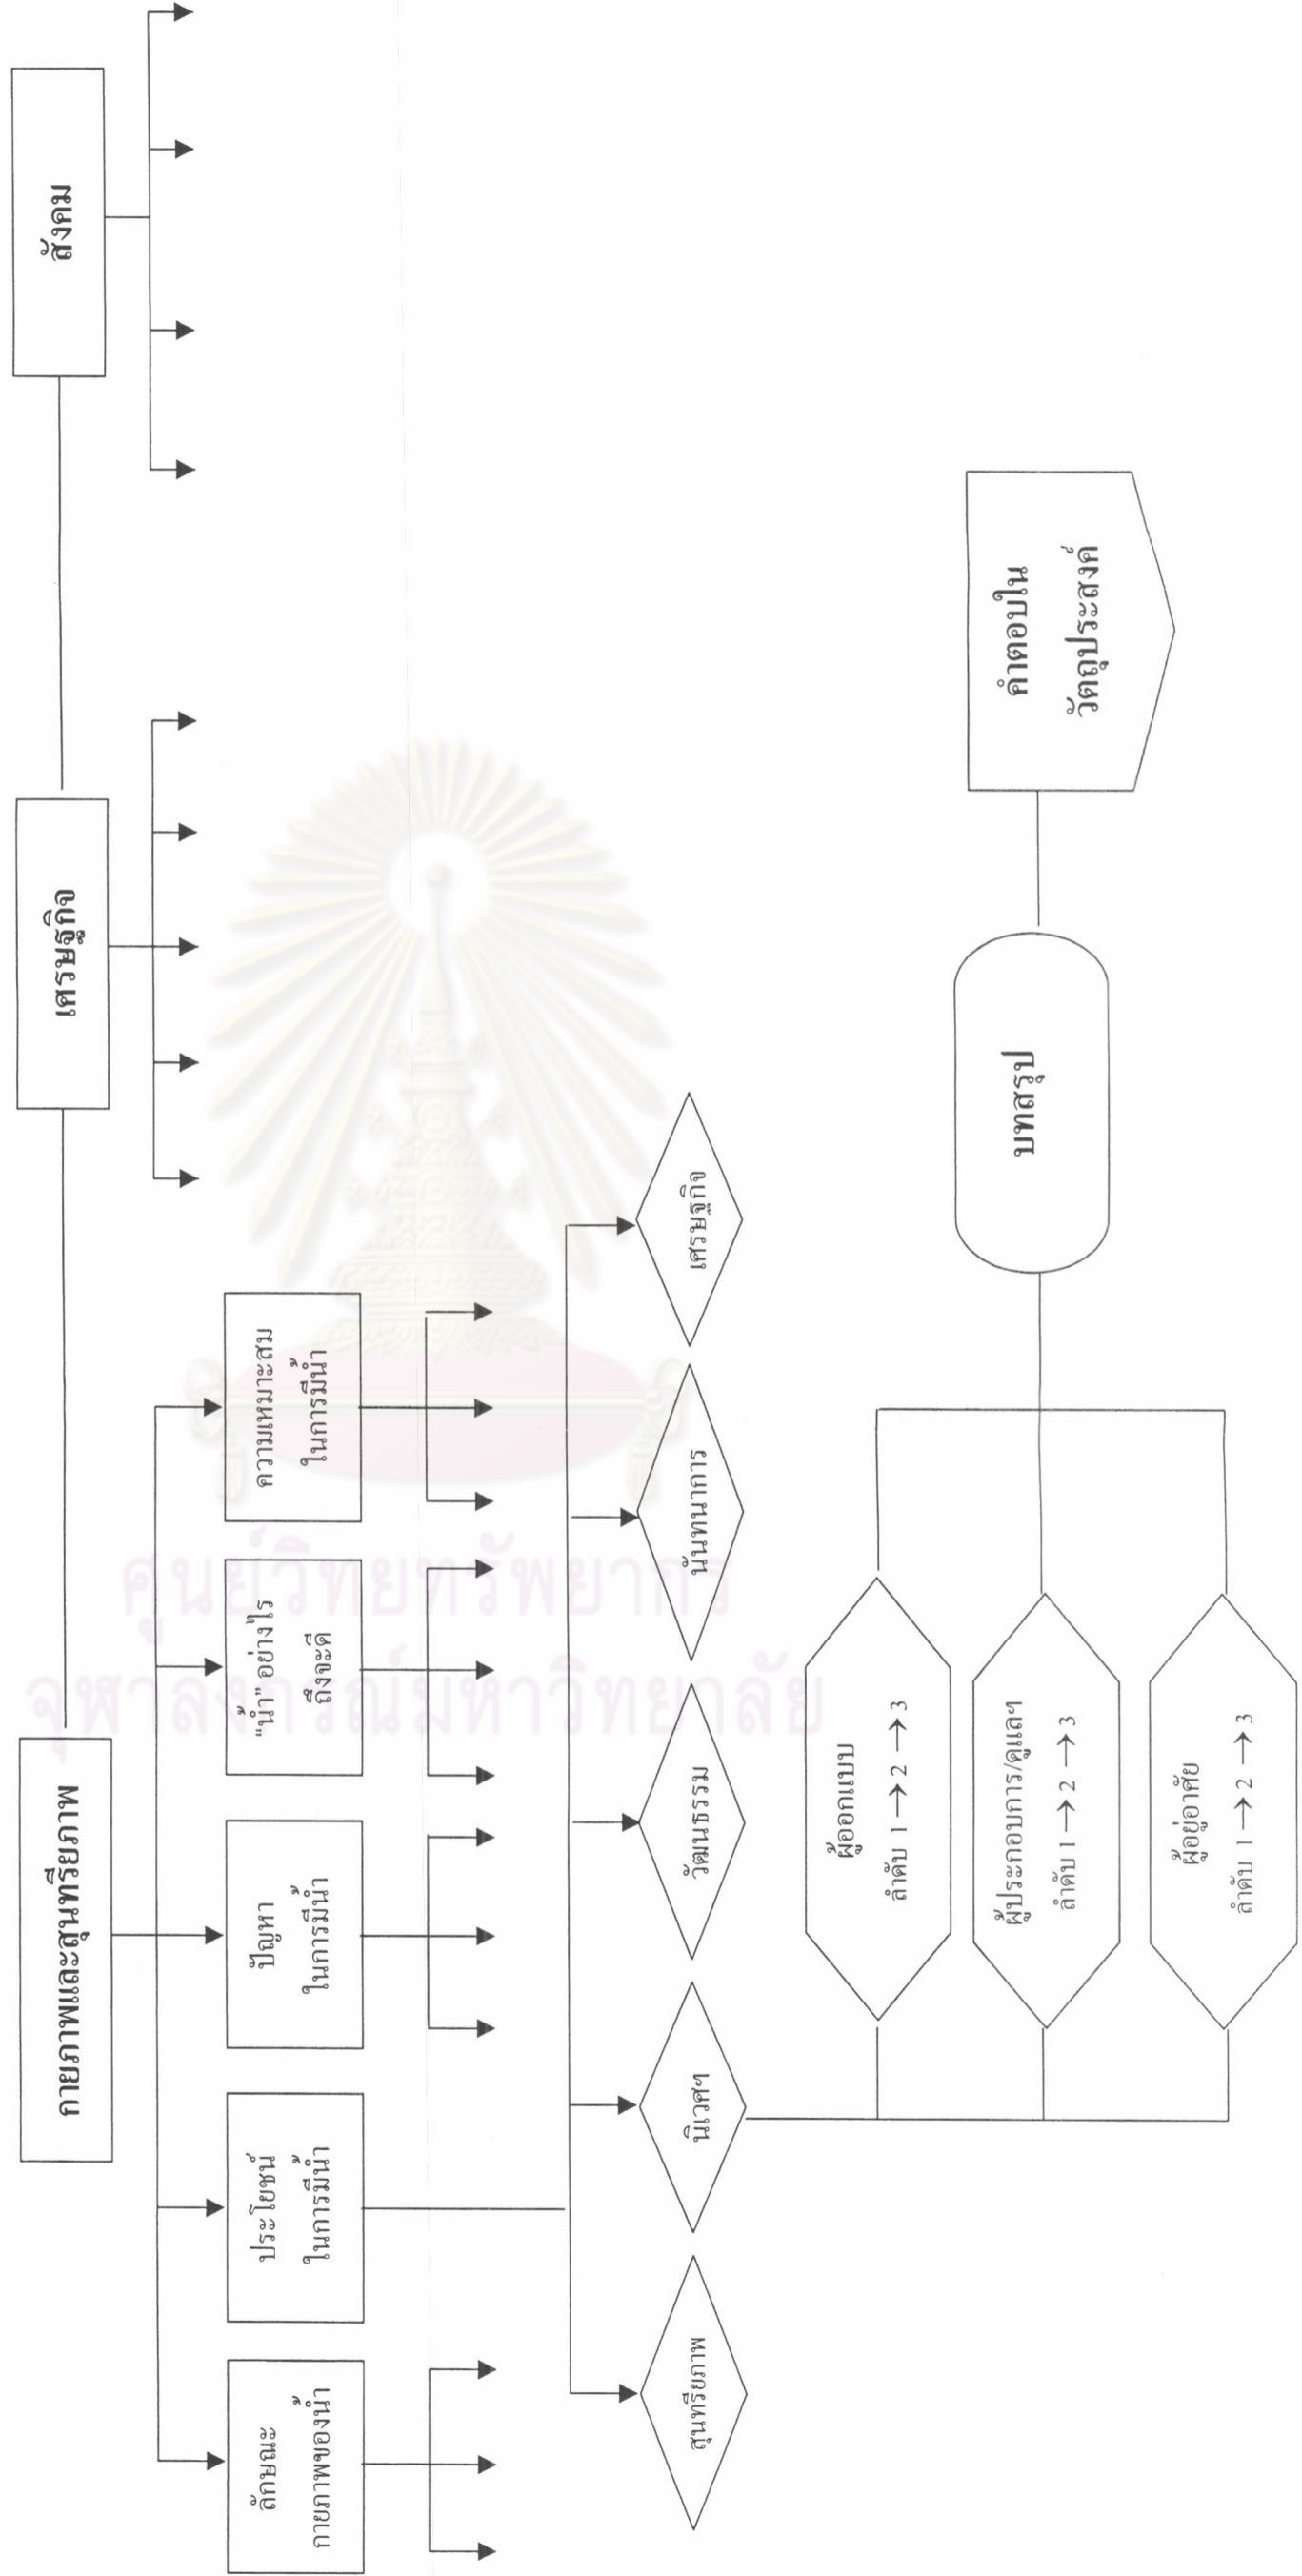 กายภาพและสุนทรียภาพ
เศรษฐกิจ
สังคม
ลักษณะ
กายภาพของน้ำ
ประโยชน์
ในการมีน้ำ
ปัญหา
ในการมีน้ำ
“น้ำ” อย่างไร
ถึงจะดี
ความเหมาะสม
ในการมีน้ำ
สุนทรียภาพ
นิเวศฯ
วัฒนธรรม
นันทนาการ
เศรษฐกิจ
ผู้ออกแบบ
ลำดับ 1 → 2 → 3
ผู้ประกอบการ/ดูแลฯ
ลำดับ 1 → 2 → 3
ผู้อยู่อาศัย
ลำดับ 1 → 2 → 3
บทสรุป
คำตอบใน
วัตถุประสงค์
ศูนย์วิทยทรัพยากร
จุฬาลงกรณ์มหาวิทยาลัย